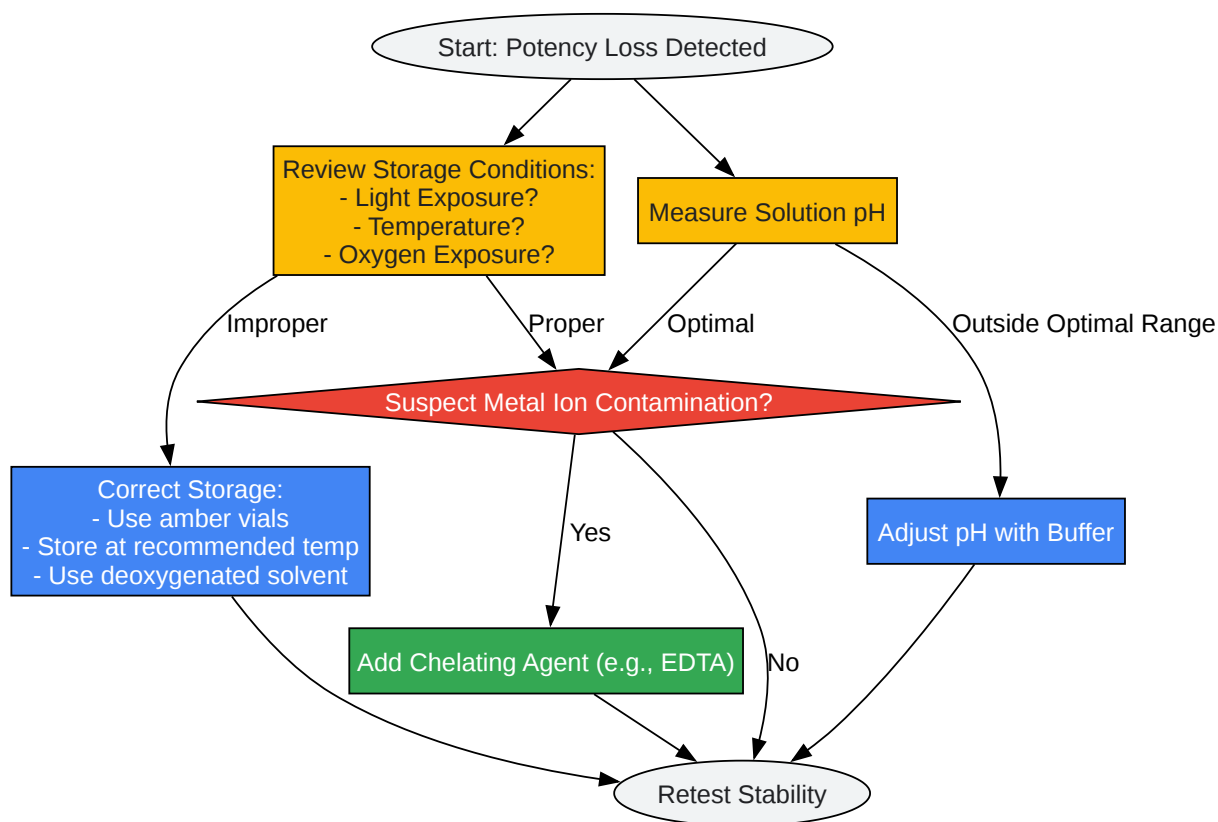 Start: Potency Loss Detected
Review Storage Conditions:
- Light Exposure?
- Temperature?
- Oxygen Exposure?
Measure Solution pH
Improper
Proper
Optimal
Outside Optimal Range
Suspect Metal Ion Contamination?
Correct Storage:
- Use amber vials
- Store at recommended temp
- Use deoxygenated solvent
Yes
Adjust pH with Buffer
Add Chelating Agent (e.g., EDTA)
No
Retest Stability